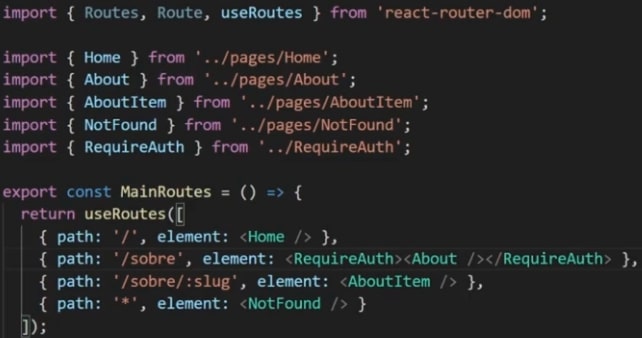 import { Routes, Route, useRoutes } from 'react-router-dom';
import { Home } from '../pages/Home';
import { About } from '../pages/About';
import { AboutItem } from '../pages/AboutItem';
import { NotFound } from '../pages/NotFound';
import { RequireAuth } from '../RequireAuth';
export const MainRoutes = () => {
return useRoutes([
{ path: '/', element: <Home /> },
{ path: '/sobre', element: <RequireAuth><About /></RequireAuth> },
{ path: '/sobre/:slug', element: <AboutItem /> },
{ path: '*', element: <NotFound /> }
]);